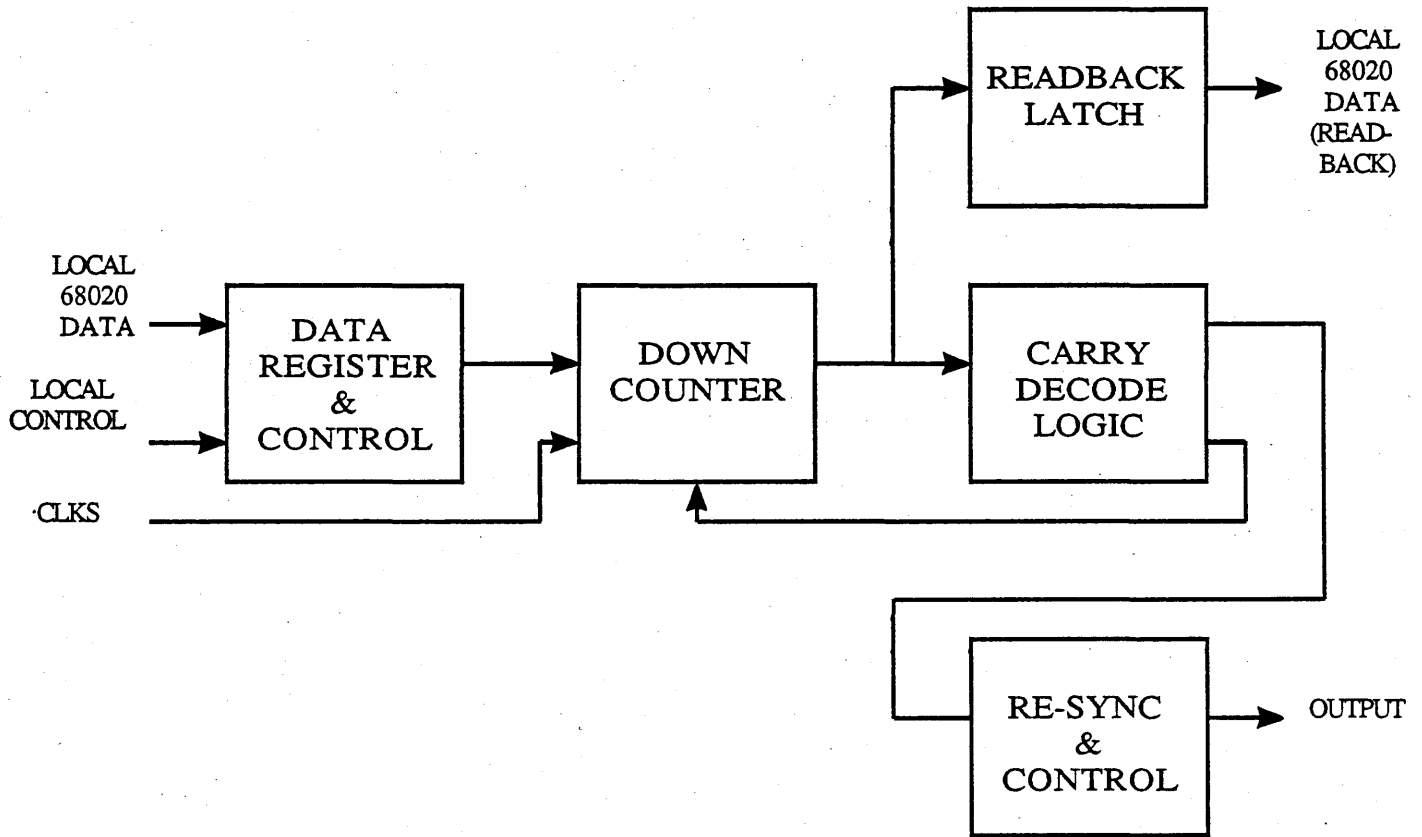 READBACK
LATCH
LOCAL
68020
DATA
(READ-
BACK)
LOCAL
68020
DATA
LOCAL
CONTROL
·CLKS
DATA
REGISTER
&
CONTROL
DOWN
COUNTER
CARRY
DECODE
LOGIC
RE-SYNC
&
CONTROL
OUTPUT